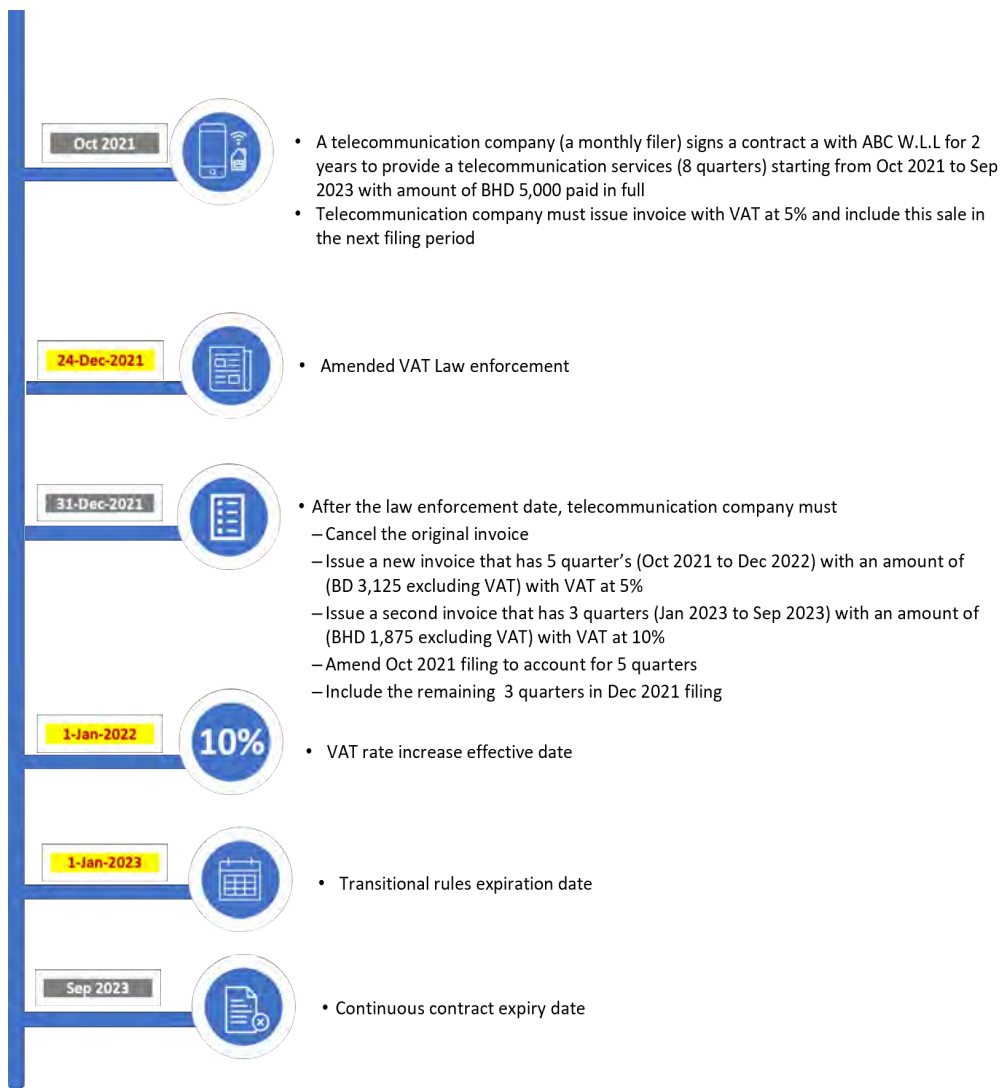 Oct 2021
• A telecommunication company (a monthly filer) signs a contract a with ABC W.L.L for 2
years to provide a telecommunication services (8 quarters) starting from Oct 2021 to Sep
2023 with amount of BHD 5,000 paid in full
• Telecommunication company must issue invoice with VAT at 5% and include this sale in
the next filing period
24-Dec-2021
• Amended VAT Law enforcement
31-Dec-2021
• After the law enforcement date, telecommunication company must
– Cancel the original invoice
– Issue a new invoice that has 5 quarter's (Oct 2021 to Dec 2022) with an amount of
(BD 3,125 excluding VAT) with VAT at 5%
– Issue a second invoice that has 3 quarters (Jan 2023 to Sep 2023) with an amount of
(BHD 1,875 excluding VAT) with VAT at 10%
– Amend Oct 2021 filing to account for 5 quarters
– Include the remaining 3 quarters in Dec 2021 filing
1-Jan-2022
10%
• VAT rate increase effective date
1-Jan-2023
• Transitional rules expiration date
Sep 2023
• Continuous contract expiry date